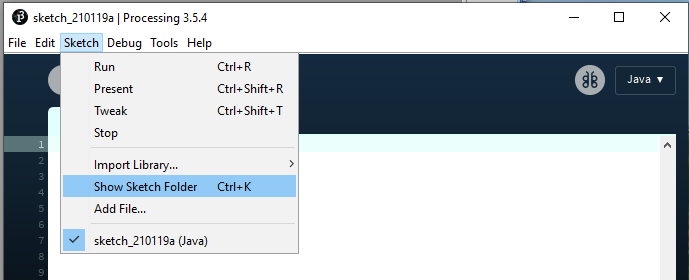 sketch_210119a | Processing 3.5.4
File Edit Sketch Debug Tools Help
Run Ctrl+R
Present Ctrl+Shift+R
Tweak Ctrl+Shift+T
Stop
Import Library...
Show Sketch Folder Ctrl+K
Add File...
sketch_210119a (Java)
Java ▼
1
2
3
4
5
6
7
8
9